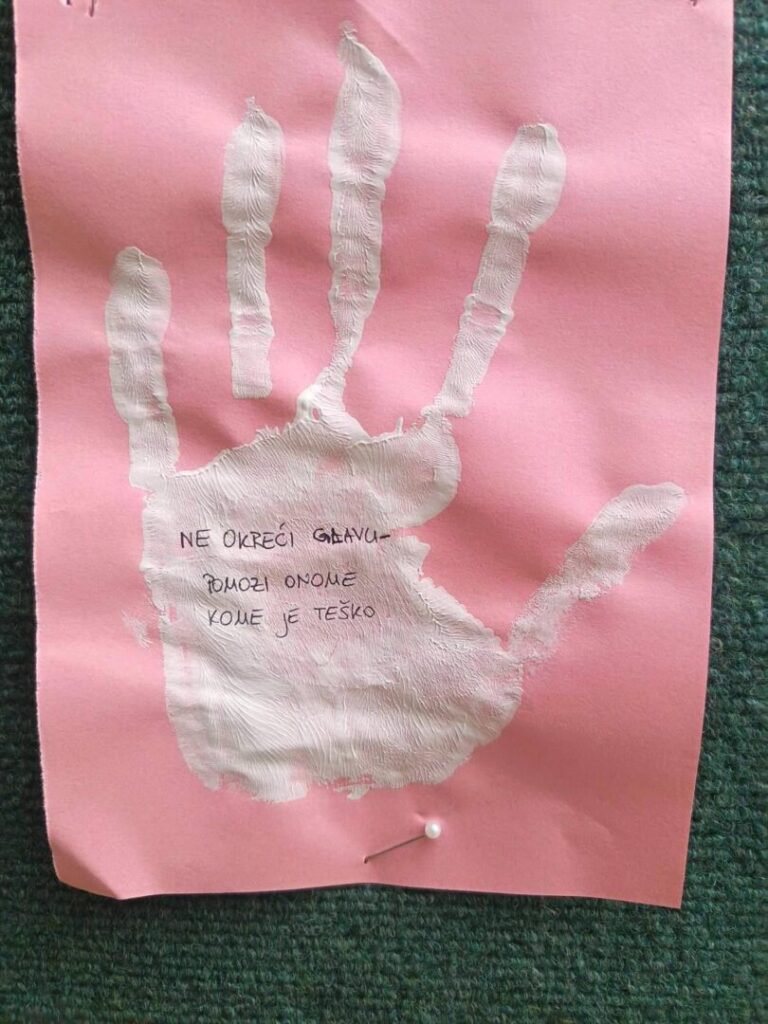 NE OKREĆI GLAVU-
POMOZI ONOME
KOME JE TEŠKO